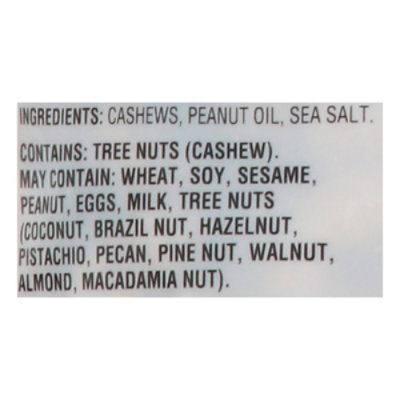 INGREDIENTS: CASHEWS, PEANUT OIL, SEA SALT.
CONTAINS: TREE NUTS (CASHEW).
MAY CONTAIN: WHEAT, SOY, SESAME,
PEANUT, EGGS, MILK, TREE NUTS
(COCONUT, BRAZIL NUT, HAZELNUT,
PISTACHIO, PECAN, PINE NUT, WALNUT,
ALMOND, MACADAMIA NUT).